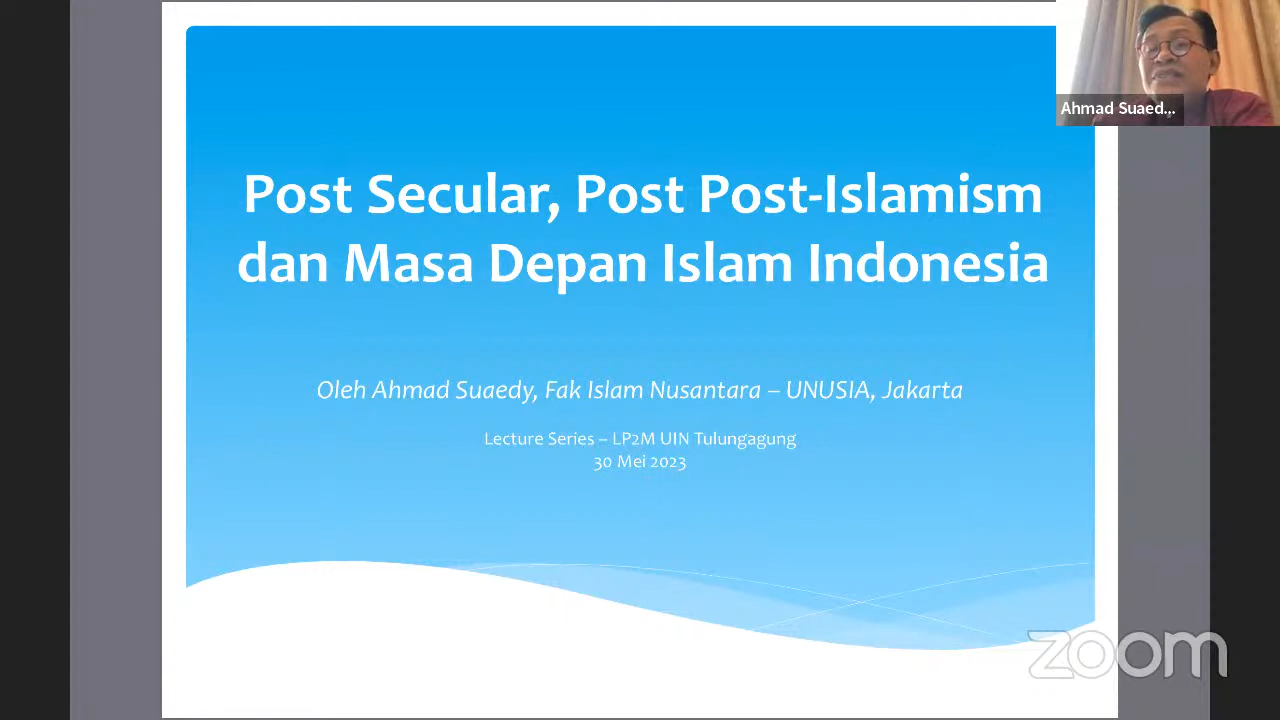 Ahmad Suaed...
Post Secular, Post Post-Islamism
dan Masa Depan Islam Indonesia
Oleh Ahmad Suaedy, Fak Islam Nusantara – UNUSIA, Jakarta
Lecture Series – LP2M UIN Tulungagung
30 Mei 2023
zoom